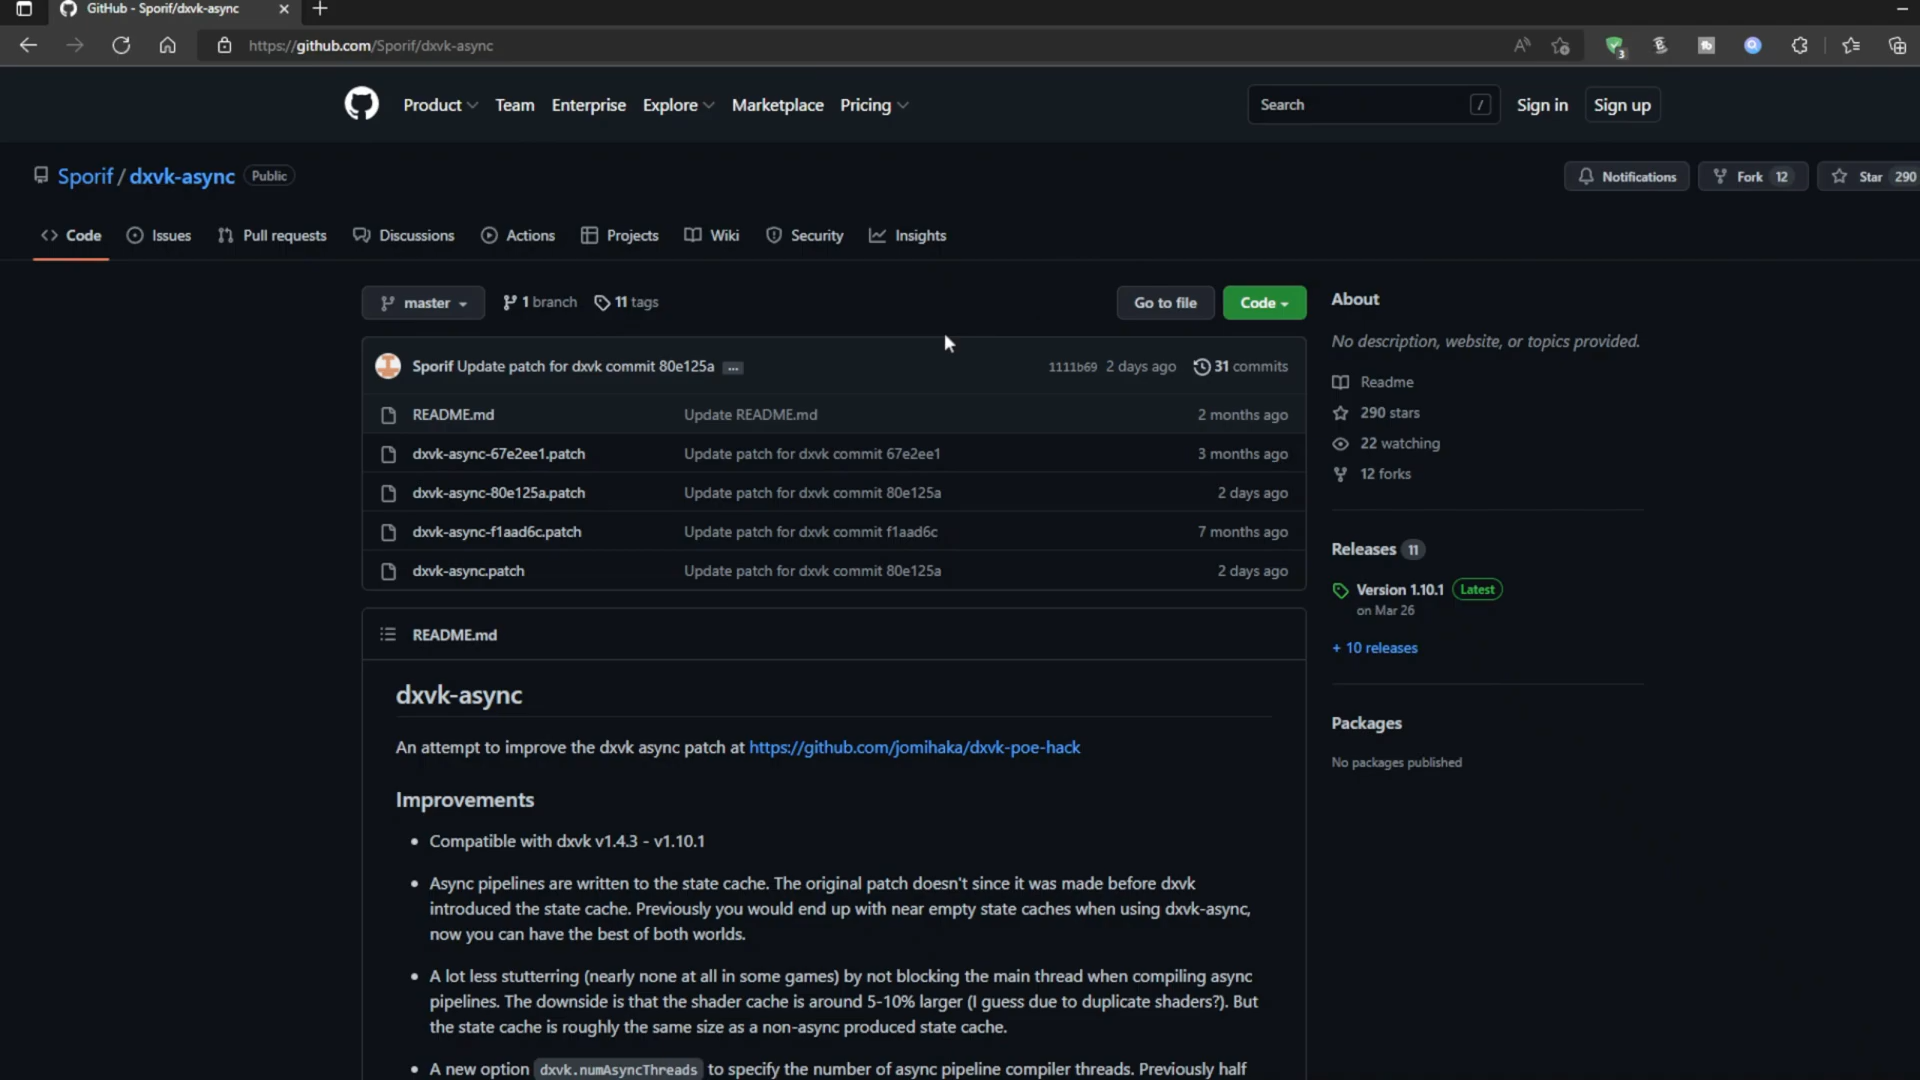 GitHub - Sporif/dxvk-async
https://github.com/Sporif/dxvk-async
3
Product Team Enterprise Explore Marketplace Pricing
Search /
Sign in Sign up
Sporif / dxvk-async Public
Notifications Fork 12 Star 290
Code Issues Pull requests Discussions Actions Projects Wiki Security Insights
master 1 branch 11 tags
Go to file Code
Sporif Update patch for dxvk commit 80e125a ... 1111b69 2 days ago 31 commits
README.md Update README.md 2 months ago
dxvk-async-67e2ee1.patch Update patch for dxvk commit 67e2ee1 3 months ago
dxvk-async-80e125a.patch Update patch for dxvk commit 80e125a 2 days ago
dxvk-async-f1aad6c.patch Update patch for dxvk commit f1aad6c 7 months ago
dxvk-async.patch Update patch for dxvk commit 80e125a 2 days ago
README.md
dxvk-async
An attempt to improve the dxvk async patch at https://github.com/jomihaka/dxvk-poe-hack
Improvements
• Compatible with dxvk v1.4.3 - v1.10.1
• Async pipelines are written to the state cache. The original patch doesn't since it was made before dxvk
introduced the state cache. Previously you would end up with near empty state caches when using dxvk-async,
now you can have the best of both worlds.
• A lot less stuttering (nearly none at all in some games) by not blocking the main thread when compiling async
pipelines. The downside is that the shader cache is around 5-10% larger (I guess due to duplicate shaders?). But
the state cache is roughly the same size as a non-async produced state cache.
• A new option dxvk.numAsyncThreads to specify the number of async pipeline compiler threads. Previously half
About
No description, website, or topics provided.
Readme
290 stars
22 watching
12 forks
Releases 11
Version 1.10.1 Latest
on Mar 26
+ 10 releases
Packages
No packages published